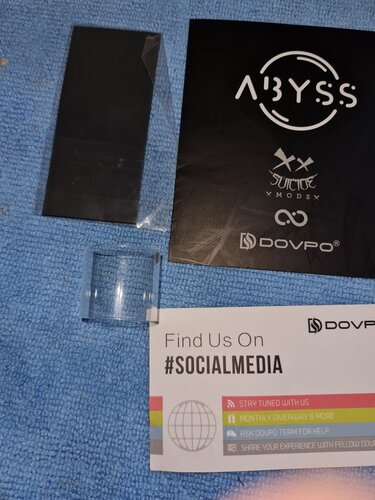 ABYSS
SUICIDE
MODS
DOVPO®
DOVPO
Find Us On
#SOCIALMEDIA
STAY TUNED WITH US
MONTHLY GIVEAWAY & MORE
ASK DOVPO TEAM FOR HELP
SHARE YOUR EXPERIENCE WITH FELLOW